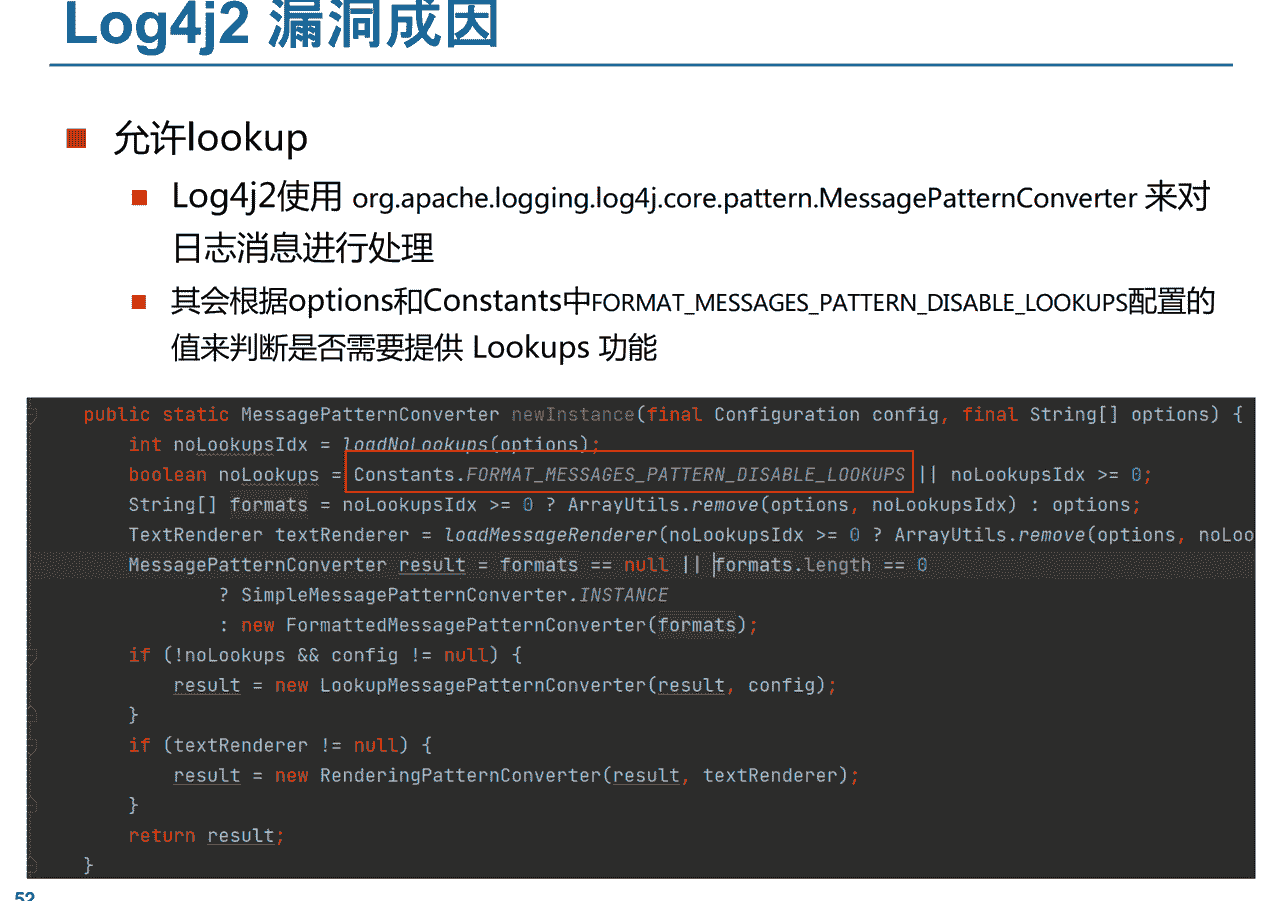 Log4j2 漏洞成因
允许lookup
Log4j2使用 org.apache.logging.log4j.core.pattern.MessagePatternConverter 来对
日志消息进行处理
其会根据options和Constants中FORMAT_MESSAGES_PATTERN_DISABLE_LOOKUPS配置的
值来判断是否需要提供 Lookups 功能
public static MessagePatternConverter newInstance(final Configuration config, final String[] options) {
int noLookupsIdx = loadNoLookups(options);
boolean noLookups = Constants.FORMAT_MESSAGES_PATTERN_DISABLE_LOOKUPS || noLookupsIdx >= 0;
String[] formats = noLookupsIdx >= 0 ? ArrayUtils.remove(options, noLookupsIdx) : options;
TextRenderer textRenderer = loadMessageRenderer(noLookupsIdx >= 0 ? ArrayUtils.remove(options, noLoo
MessagePatternConverter result = formats == null || formats.length == 0
? SimpleMessagePatternConverter.INSTANCE
: new FormattedMessagePatternConverter(formats);
if (!noLookups && config != null) {
result = new LookupMessagePatternConverter(result, config);
}
if (textRenderer != null) {
result = new RenderingPatternConverter(result, textRenderer);
}
return result;
}
52